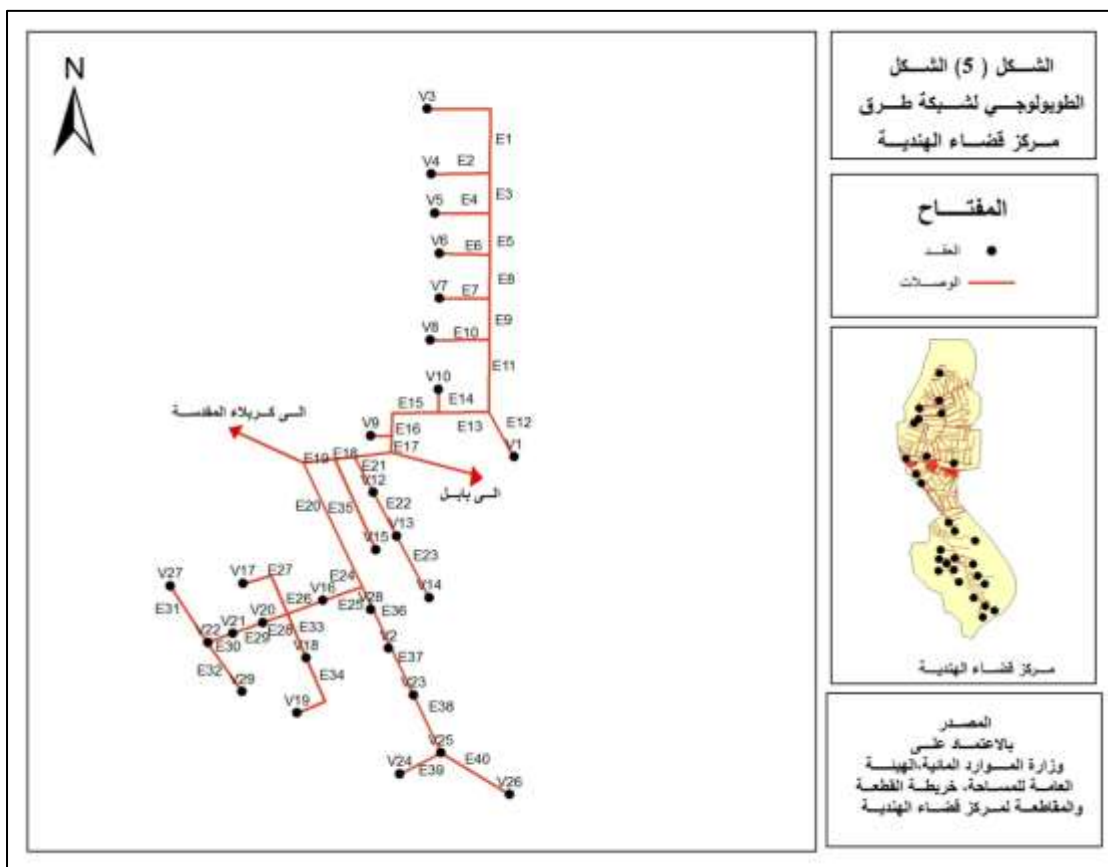 الشكل ( 5 ) الشكل
الطوبولوجي لشبكة طرق
مركز قضاء الهندية
المفتاح
العقد
الوصلات
مركز قضاء الهندية
المصدر
بالاعتماد على
وزارة الموارد المائية،الهيئة
العامة للمساحة، خريطة القطعة
والمقاطعة لمركز قضاء الهندية
N
V3
E1
V4
E2
E3
V5
E4
V6
E6
E5
E8
V7
E7
E9
V8
E10
E11
V10
E15
E14
E13
E12
V9
E16
V1
E17
الى كربلاء المقدسة
الى بابل
E19
E18
E21
V12
E20
E35
E22
V13
V15
E23
V14
V27
V17
E27
E24
V16
E25
V28
E36
E31
E26
V20
E33
V21
E28
E29
V22
E30
V18
V2
E37
E32
V29
E34
V19
V23
E38
V25
V24
E39
E40
V26